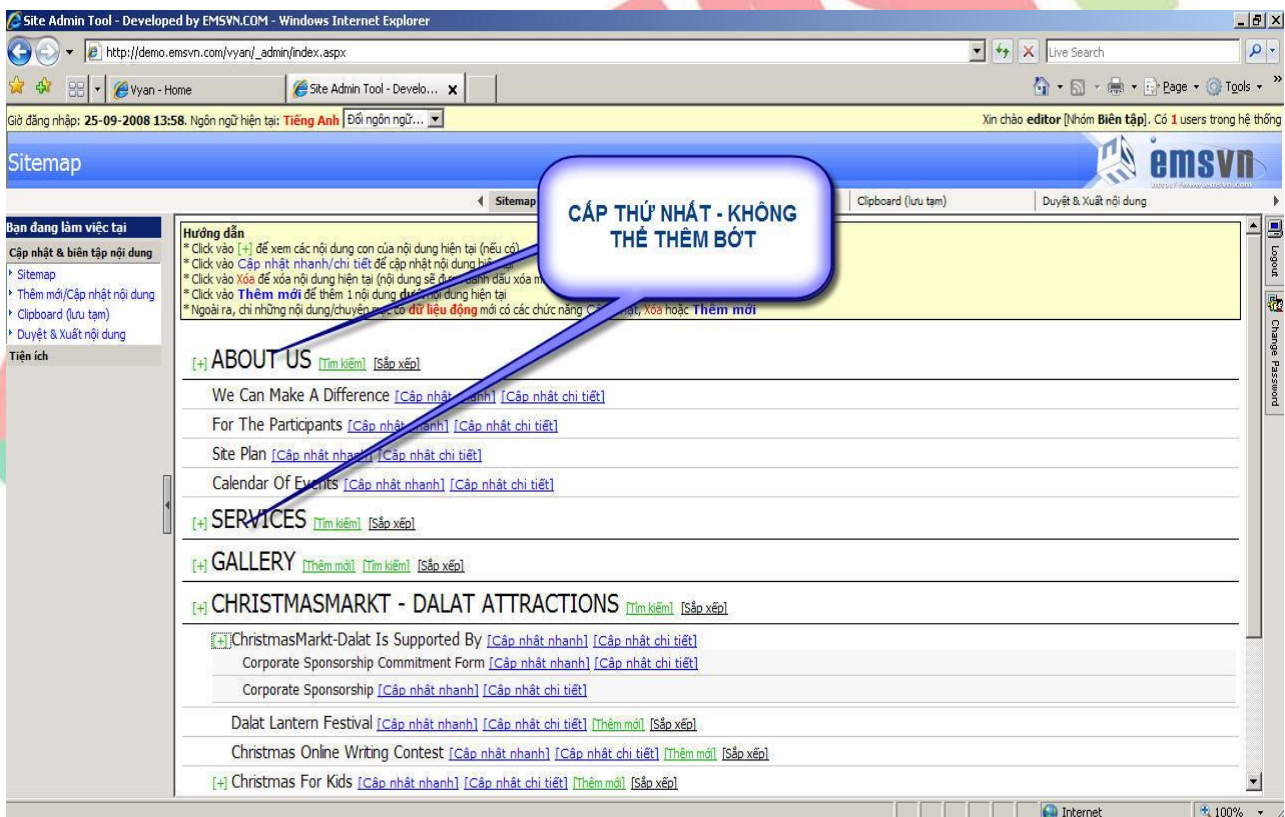 Site Admin Tool - Developed by EMSVN.COM - Windows Internet Explorer
http://demo.emsvn.com/vyan/_admin/index.aspx
Live Search
Vyan - Home
Site Admin Tool - Develo...
Page
Tools
Giờ đăng nhập: 25-09-2008 13:58. Ngôn ngữ hiện tại: Tiếng Anh Đổi ngôn ngữ...
Xin chào editor [Nhóm Biên tập]. Có 1 users trong hệ thống
Sitemap
emsvn
Sitemap
Clipboard (lưu tạm)
Duyệt & Xuất nội dung
CẤP THỨ NHẤT - KHÔNG
THỂ THÊM BỚT
Bạn đang làm việc tại
Cập nhật & biên tập nội dung
Sitemap
Thêm mới/Cập nhật nội dung
Clipboard (lưu tạm)
Duyệt & Xuất nội dung
Tiện ích
Hướng dẫn
* Click vào [+] để xem các nội dung con của nội dung hiện tại (nếu có)
* Click vào Cập nhật nhanh/chi tiết để cập nhật nội dung hiện tại
* Click vào Xóa để xóa nội dung hiện tại (nội dung sẽ được đánh dấu xóa
* Click vào Thêm mới để thêm 1 nội dung dưới nội dung hiện tại
*Ngoài ra, chỉ những nội dung/chuyên mục có dữ liệu động mới có các chức năng Cập nhật, Xóa hoặc Thêm mới
[+] ABOUT US [Tìm kiếm] [Sắp xếp]
We Can Make A Difference [Cập nhật nhanh] [Cập nhật chi tiết]
For The Participants [Cập nhật nhanh] [Cập nhật chi tiết]
Site Plan [Cập nhật nhanh] [Cập nhật chi tiết]
Calendar Of Events [Cập nhật nhanh] [Cập nhật chi tiết]
[+] SERVICES [Tìm kiếm] [Sắp xếp]
[+] GALLERY [Thêm mới] [Tìm kiếm] [Sắp xếp]
[+] CHRISTMASMARKT - DALAT ATTRACTIONS [Tìm kiếm] [Sắp xếp]
[+] ChristmasMarkt-Dalat Is Supported By [Cập nhật nhanh] [Cập nhật chi tiết]
Corporate Sponsorship Commitment Form [Cập nhật nhanh] [Cập nhật chi tiết]
Corporate Sponsorship [Cập nhật nhanh] [Cập nhật chi tiết]
Dalat Lantern Festival [Cập nhật nhanh] [Cập nhật chi tiết] [Thêm mới] [Sắp xếp]
Christmas Online Writing Contest [Cập nhật nhanh] [Cập nhật chi tiết] [Thêm mới] [Sắp xếp]
[+] Christmas For Kids [Cập nhật nhanh] [Cập nhật chi tiết] [Thêm mới] [Sắp xếp]
Logout
Change Password
Internet
100%